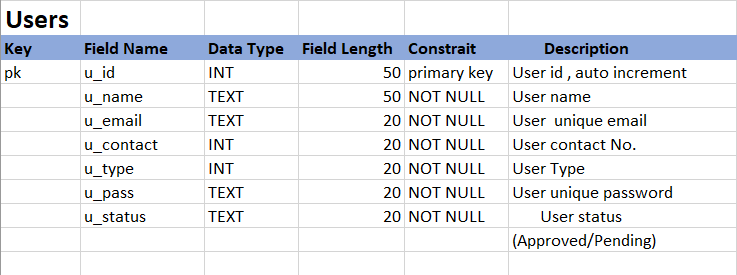 Users
Key Field Name Data Type Field Length Constrait Description
pk u_id INT 50 primary key User id , auto increment
u_name TEXT 50 NOT NULL User name
u_email TEXT 20 NOT NULL User unique email
u_contact INT 20 NOT NULL User contact No.
u_type INT 20 NOT NULL User Type
u_pass TEXT 20 NOT NULL User unique password
u_status TEXT 20 NOT NULL User status
(Approved/Pending)